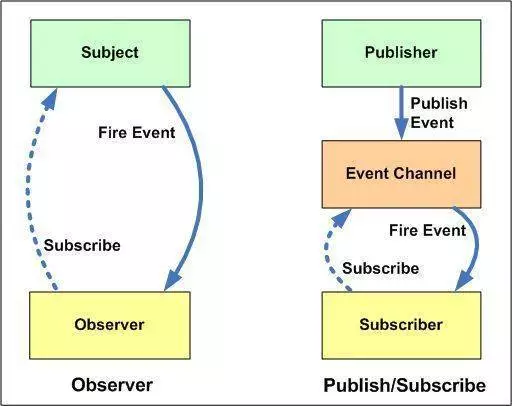 Subject
Fire Event
Subscribe
Observer
Observer
Publisher
Publish
Event
Event Channel
Fire Event
Subscribe
Subscriber
Publish/Subscribe